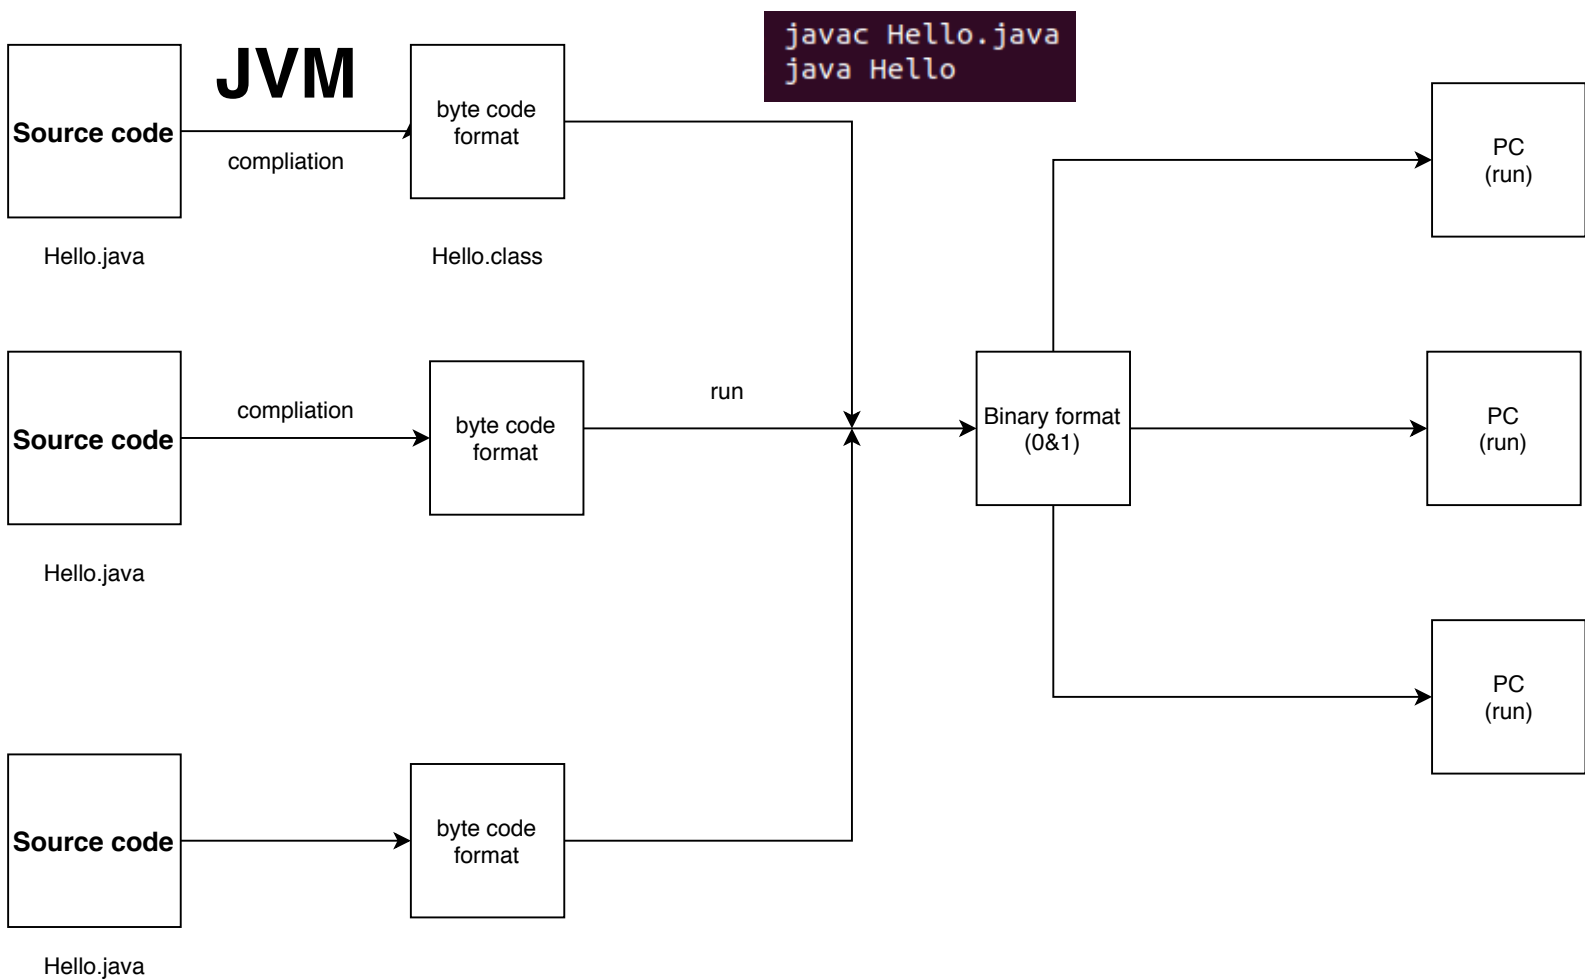 JVM
javac Hello.java
java Hello
Source code
compliation
byte code
format
PC
(run)
Hello.java
Hello.class
Source code
compliation
byte code
format
run
Binary format
(0&1)
PC
(run)
Hello.java
PC
(run)
Source code
byte code
format
Hello.java